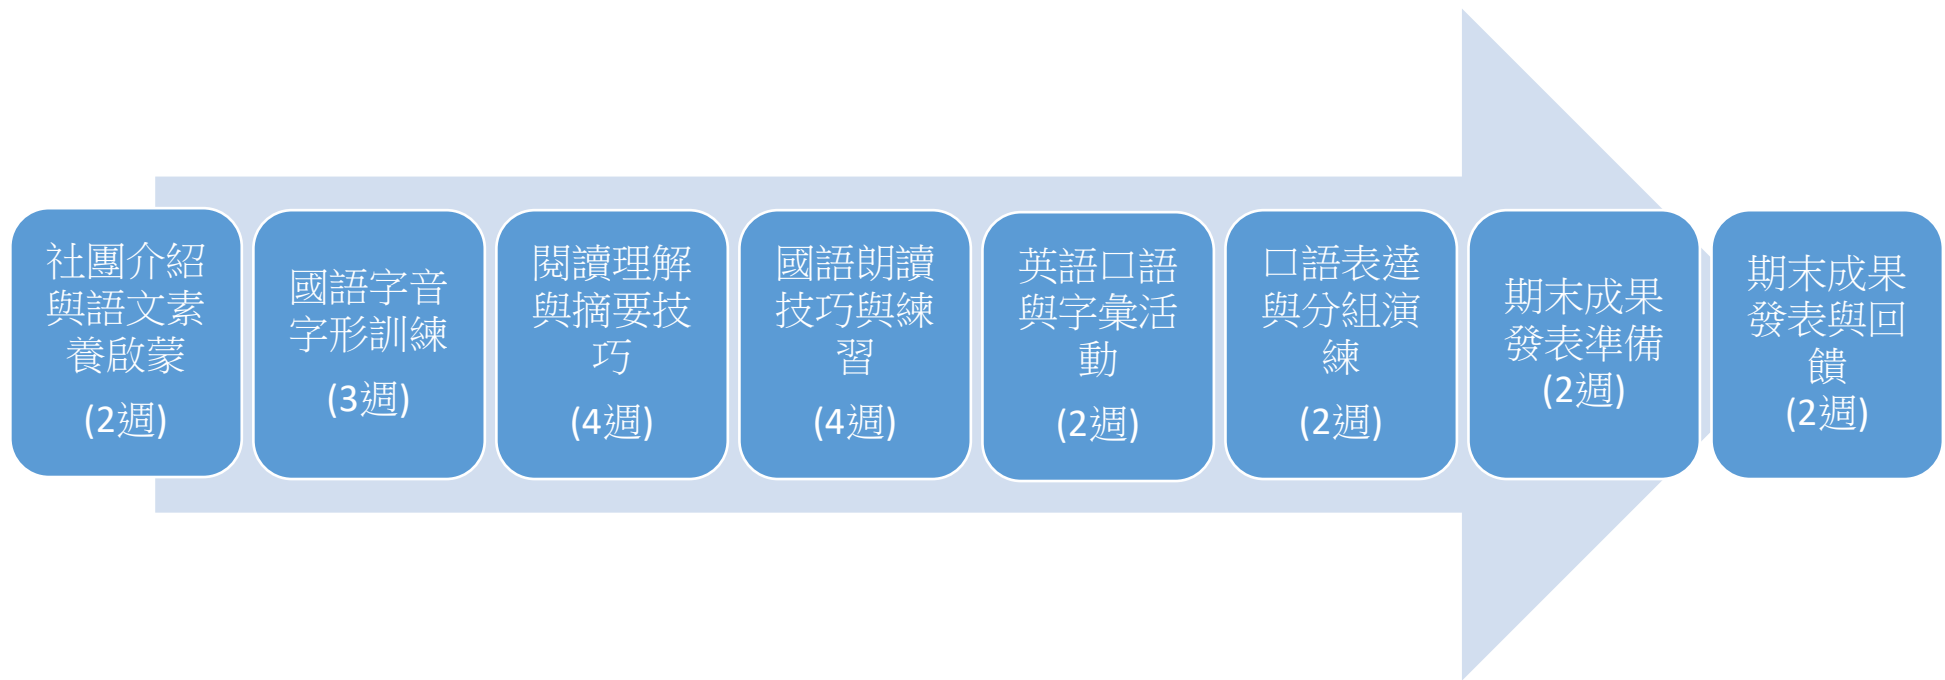 社團介紹
與語文素
養啟蒙
(2週)
國語字音
字形訓練
(3週)
閱讀理解
與摘要技
巧
(4週)
國語朗讀
技巧與練
習
(4週)
英語口語
與字彙活
動
(2週)
口語表達
與分組演
練
(2週)
期末成果
發表準備
(2週)
期末成果
發表與回
饋
(2週)